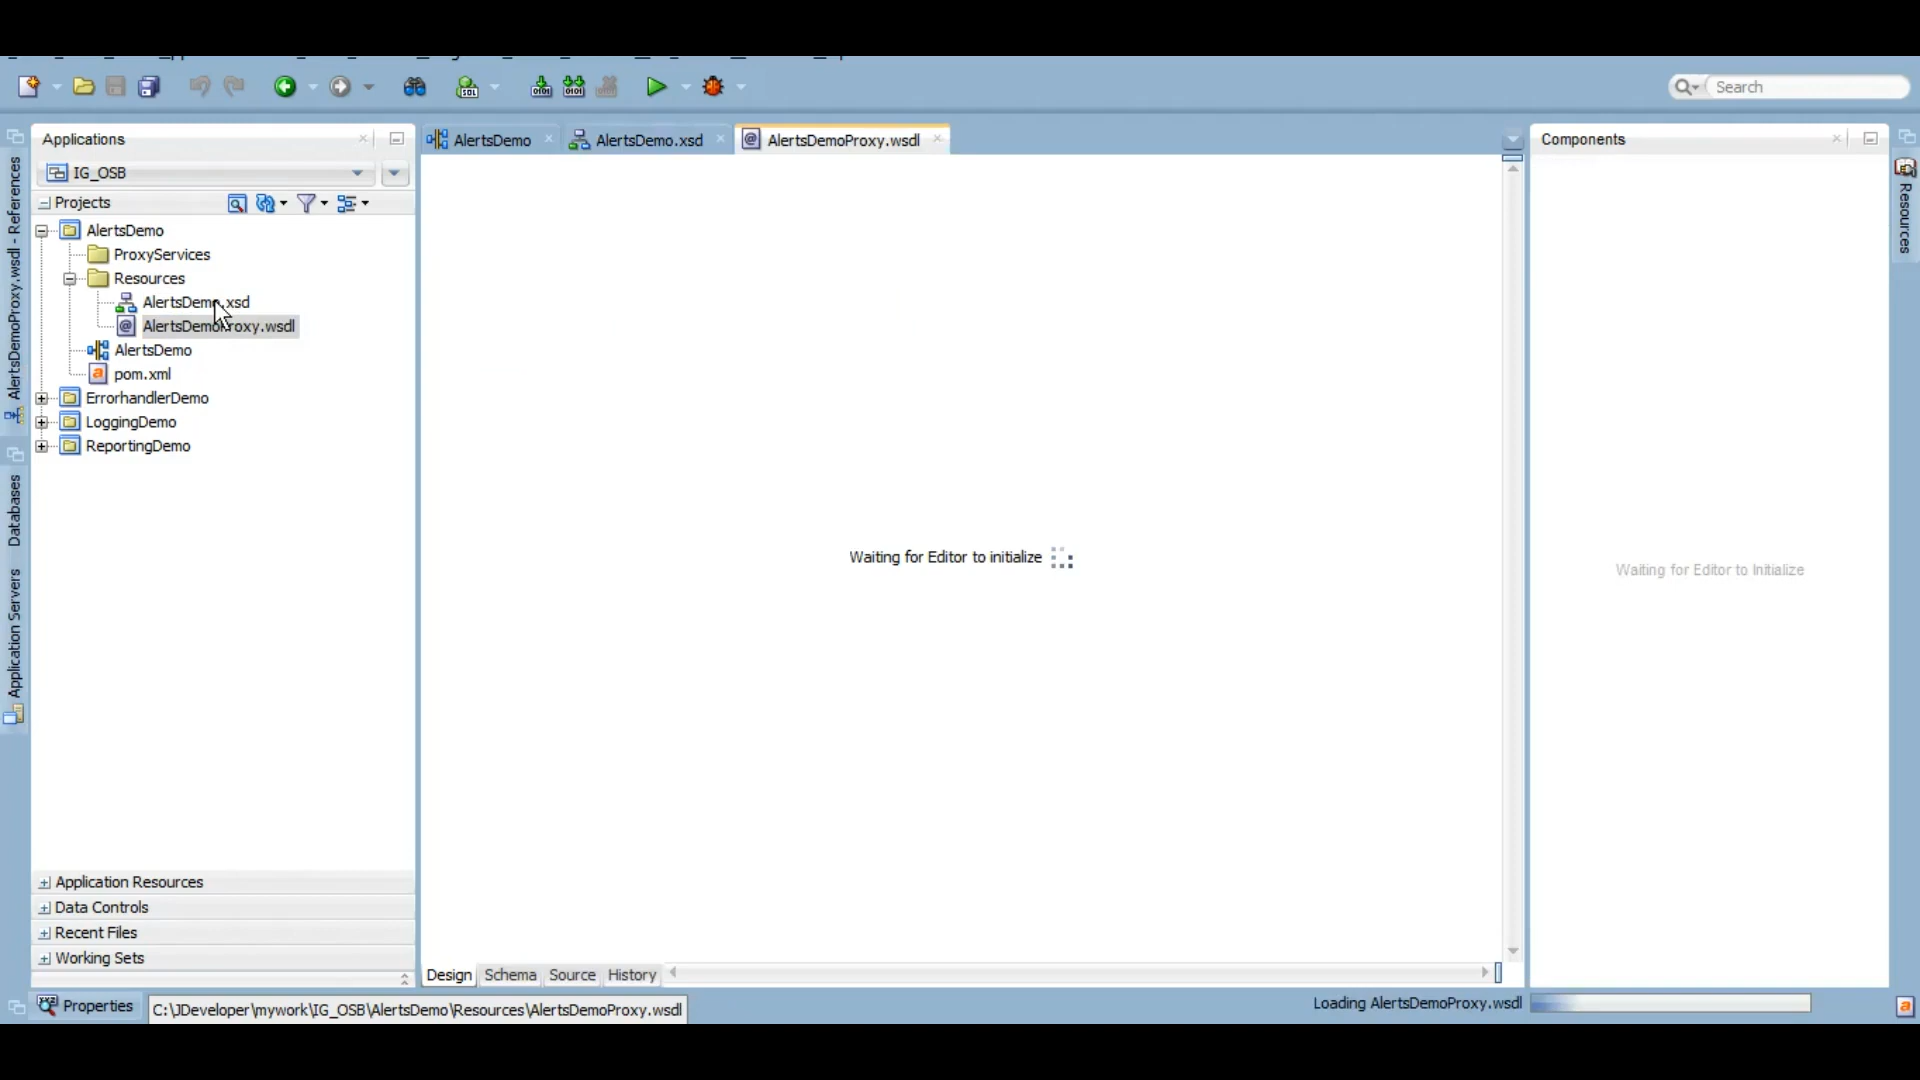 Search
Applications
IG_OSB
Projects
AlertsDemo
ProxyServices
Resources
AlertsDemo.xsd
AlertsDemoProxy.wsdl
AlertsDemo
pom.xml
ErrorhandlerDemo
LoggingDemo
ReportingDemo
Application Resources
Data Controls
Recent Files
Working Sets
AlertsDemoProxy.wsdl - References
Databases
Application Servers
AlertsDemo
AlertsDemo.xsd
AlertsDemoProxy.wsdl
Waiting for Editor to initialize
Design
Schema
Source
History
Components
Waiting for Editor to Initialize
Resources
Properties
C:\JDeveloper\mywork\IG_OSB\AlertsDemo\Resources\AlertsDemoProxy.wsdl
Loading AlertsDemoProxy.wsdl